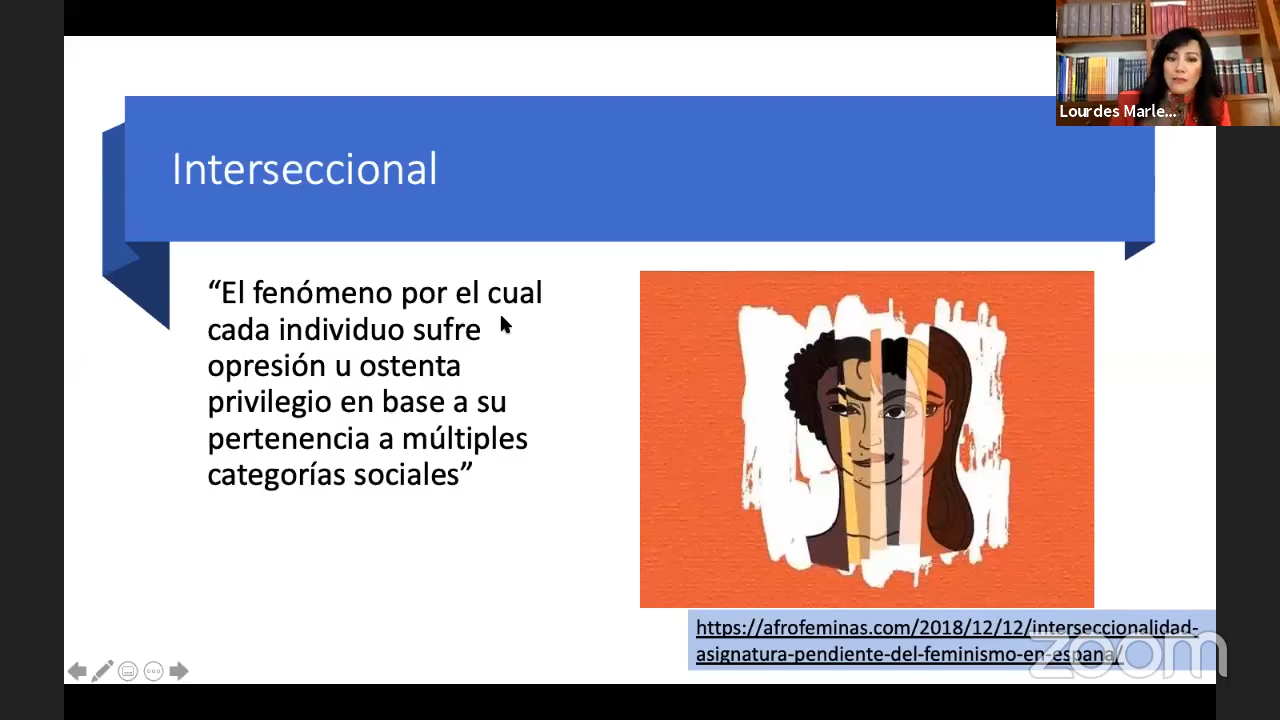 Lourdes Marle...
Interseccional
“El fenómeno por el cual
cada individuo sufre
opresión u ostenta
privilegio en base a su
pertenencia a múltiples
categorías sociales”
https://afrofeminas.com/2018/12/12/interseccionalidad-
asignatura-pendiente-del-feminismo-en-espana/
zoom